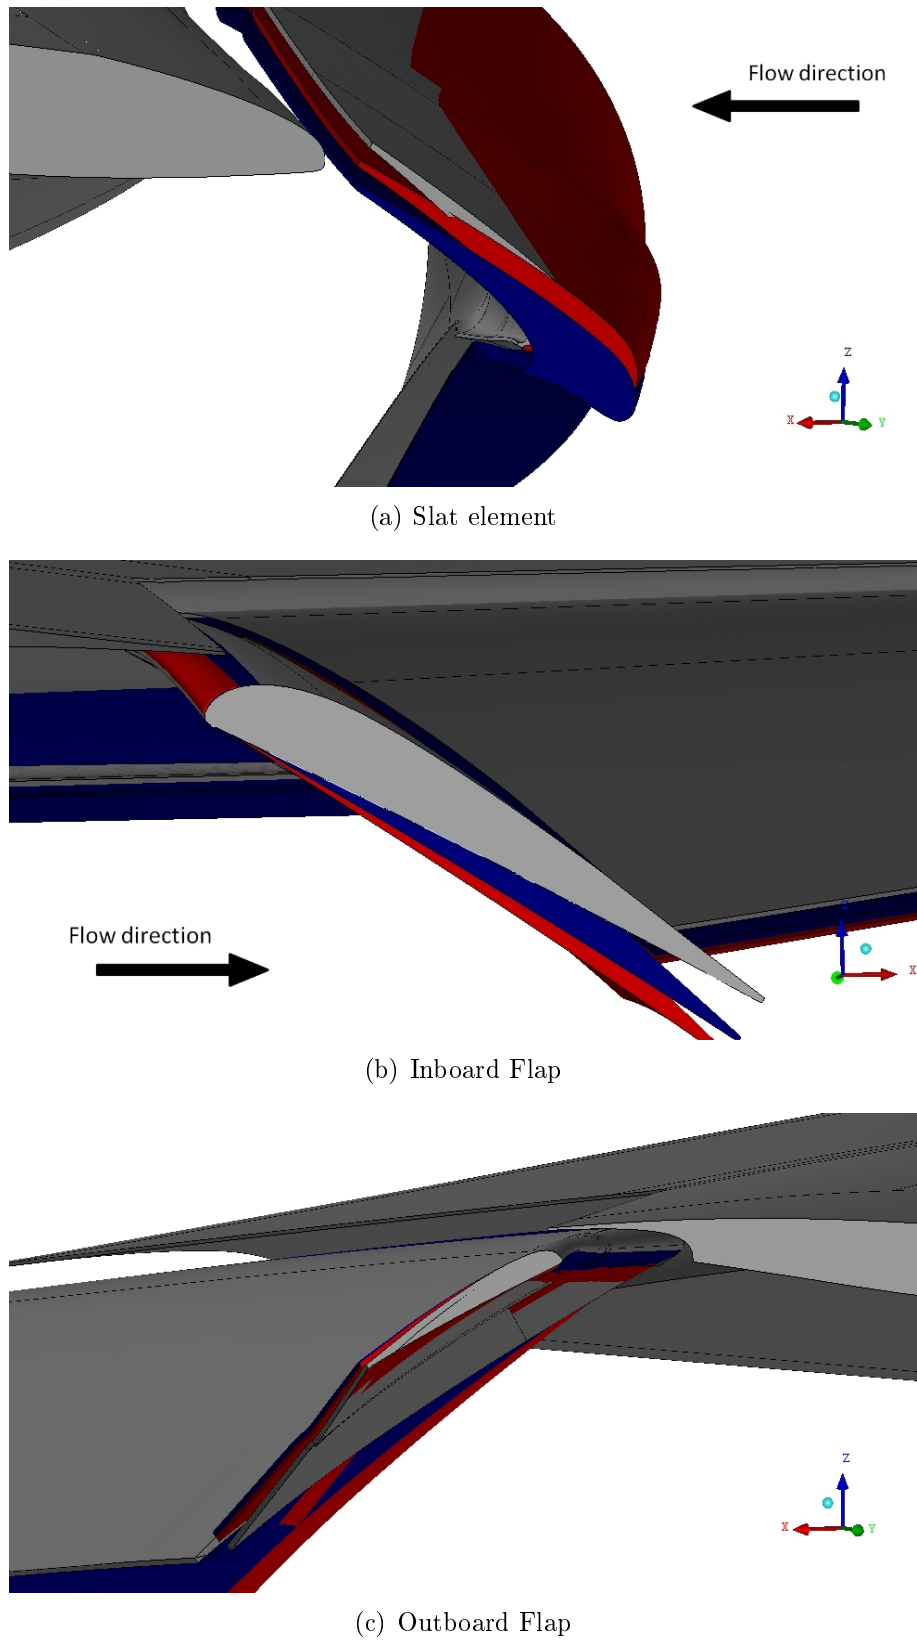 Flow direction
Z
X
Y
(a) Slat element
Flow direction
Z
X
(b) Inboard Flap
Z
X
Y
(c) Outboard Flap